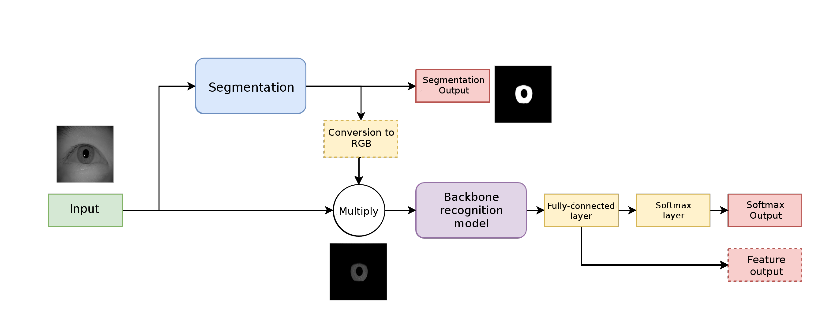 Segmentation
Segmentation
Output
Conversion to
RGB
Input
Multiply
Backbone
recognition
model
Fully-connected
layer
Softmax
layer
Softmax
Output
Feature
output